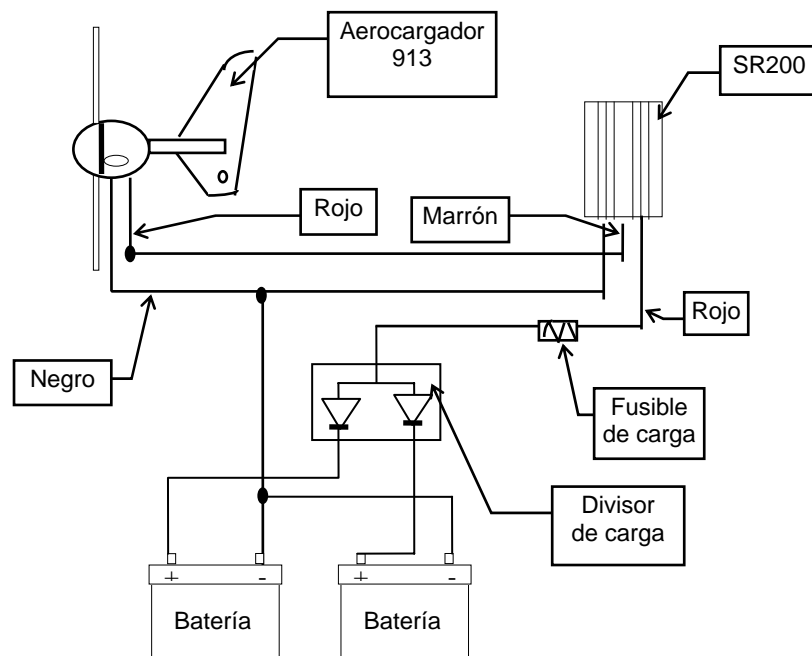 Aerocargador
913
SR200
Rojo
Marrón
Rojo
Negro
Fusible
de carga
Divisor
de carga
+ -
+ -
Batería
Batería